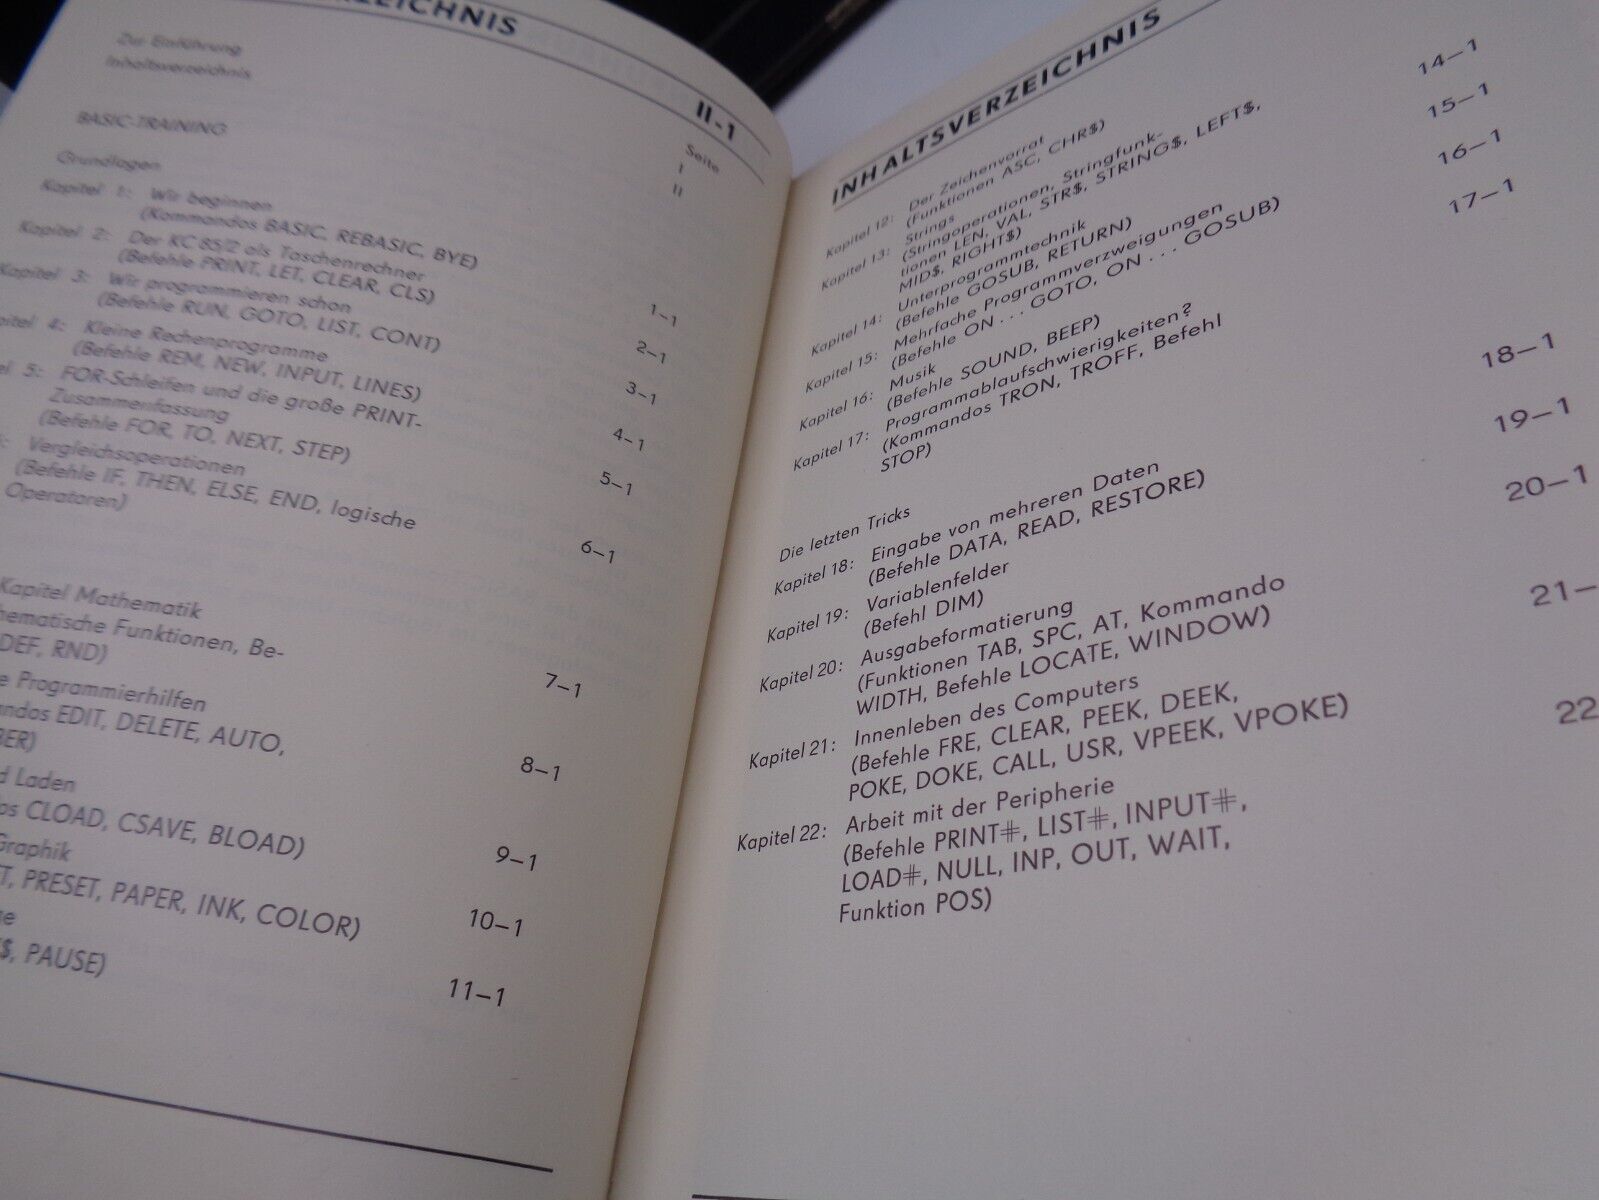 ZEICHNIS
II-1
Seite
Zur Einführung I
Inhaltsverzeichnis II
BASIC-TRAINING
Grundlagen
Kapitel 1: Wir beginnen
(Kommandos BASIC, REBASIC, BYE) 1–1
Kapitel 2: Der KC 85/2 als Taschenrechner
(Befehle PRINT, LET, CLEAR, CLS) 2–1
Kapitel 3: Wir programmieren schon
(Befehle RUN, GOTO, LIST, CONT) 3–1
pitel 4: Kleine Rechenprogramme
(Befehle REM, NEW, INPUT, LINES) 4–1
el 5: FOR-Schleifen und die große PRINT-
Zusammenfassung
(Befehle FOR, TO, NEXT, STEP) 5–1
: Vergleichsoperationen
(Befehle IF, THEN, ELSE, END, logische
Operatoren) 6–1
Kapitel Mathematik
hematische Funktionen, Be-
DEF, RND) 7–1
e Programmierhilfen
andos EDIT, DELETE, AUTO,
BER) 8–1
d Laden
os CLOAD, CSAVE, BLOAD) 9–1
Graphik
T, PRESET, PAPER, INK, COLOR) 10–1
ge
$, PAUSE) 11–1
INHALTSVERZEICHNIS
Kapitel 12: Der Zeichenvorrat
(Funktionen ASC, CHR$)
Kapitel 13: Strings
(Stringoperationen, Stringfunk-
tionen LEN, VAL, STR$, STRING$, LEFT$,
MID$, RIGHT$)
Kapitel 14: Unterprogrammtechnik
(Befehle GOSUB, RETURN) 14–1
Kapitel 15: Mehrfache Programmverzweigungen
(Befehle ON . . . GOTO, ON . . . GOSUB) 15–1
Kapitel 16: Musik
(Befehle SOUND, BEEP) 16–1
Kapitel 17: Programmablaufschwierigkeiten?
(Kommandos TRON, TROFF, Befehl
STOP) 17–1
Die letzten Tricks
Kapitel 18: Eingabe von mehreren Daten
(Befehle DATA, READ, RESTORE) 18–1
Kapitel 19: Variablenfelder
(Befehl DIM) 19–1
Kapitel 20: Ausgabeformatierung
(Funktionen TAB, SPC, AT, Kommando
WIDTH, Befehle LOCATE, WINDOW) 20–1
Kapitel 21: Innenleben des Computers
(Befehle FRE, CLEAR, PEEK, DEEK,
POKE, DOKE, CALL, USR, VPEEK, VPOKE) 21–
Kapitel 22: Arbeit mit der Peripherie
(Befehle PRINT#, LIST#, INPUT#,
LOAD#, NULL, INP, OUT, WAIT,
Funktion POS) 22